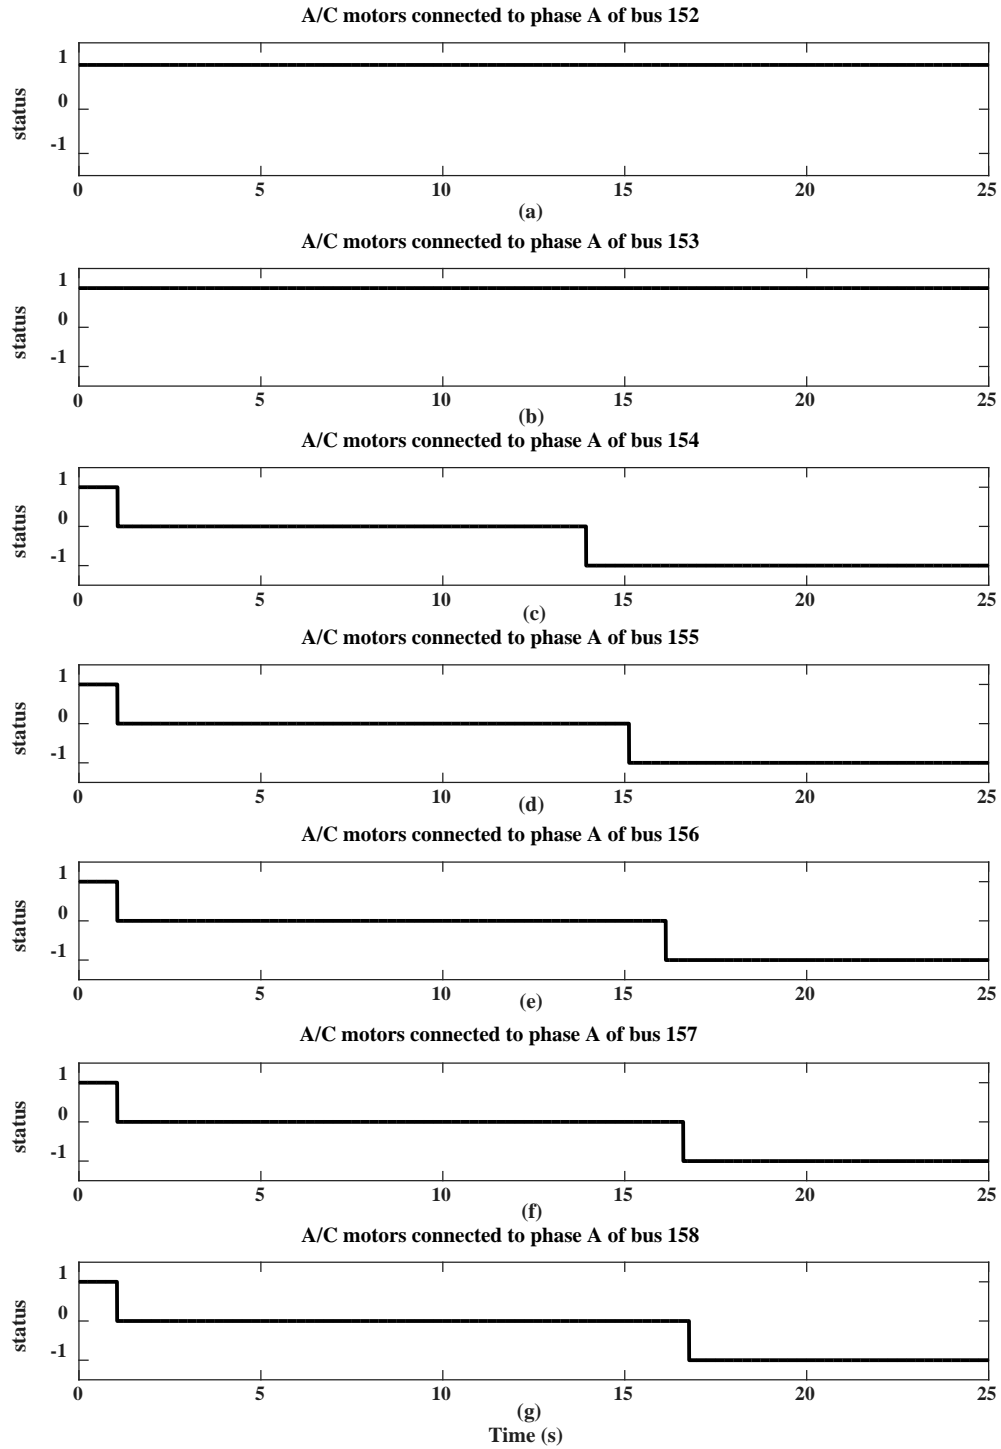 A/C motors connected to phase A of bus 152
status
1
0
-1
0 5 10 15 20 25
(a)
A/C motors connected to phase A of bus 153
status
1
0
-1
0 5 10 15 20 25
(b)
A/C motors connected to phase A of bus 154
status
1
0
-1
0 5 10 15 20 25
(c)
A/C motors connected to phase A of bus 155
status
1
0
-1
0 5 10 15 20 25
(d)
A/C motors connected to phase A of bus 156
status
1
0
-1
0 5 10 15 20 25
(e)
A/C motors connected to phase A of bus 157
status
1
0
-1
0 5 10 15 20 25
(f)
A/C motors connected to phase A of bus 158
status
1
0
-1
0 5 10 15 20 25
(g)
Time (s)